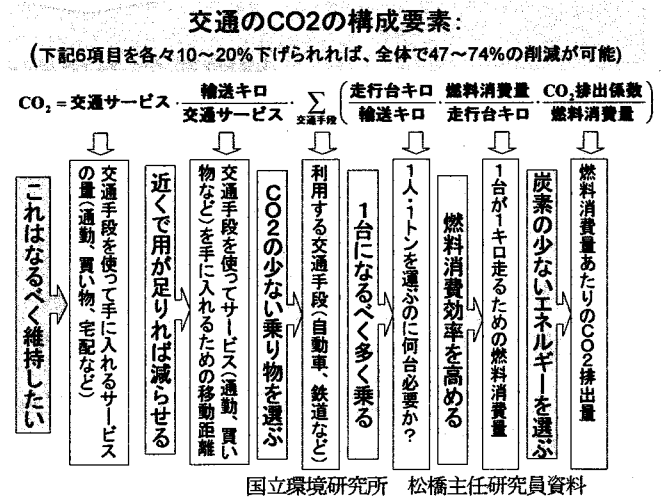 交通のCO2の構成要素：
(下記6項目を各々10～20%下げられれば、全体で47～74%の削減が可能)
CO₂＝交通サービス・輸送キロ/交通サービス・∑交通手段(走行台キロ/輸送キロ・燃料消費量/走行台キロ・CO₂排出係数/燃料消費量)
これはなるべく維持したい
交通手段を使って手に入れるサービス
の量（通勤、買い物、宅配など）
近くで用が足りれば減らせる
交通手段を使ってサービス（通勤、買い
物など）を手に入れるための移動距離
CO2の少ない乗り物を選ぶ
利用する交通手段（自動車、鉄道など）
1台になるべく多く乗る
1人・1トンを運ぶのに何台必要か？
燃料消費効率を高める
1台が1キロ走るための燃料消費量
炭素の少ないエネルギーを選ぶ
燃料消費量あたりのCO2排出量
国立環境研究所　松橋主任研究員資料